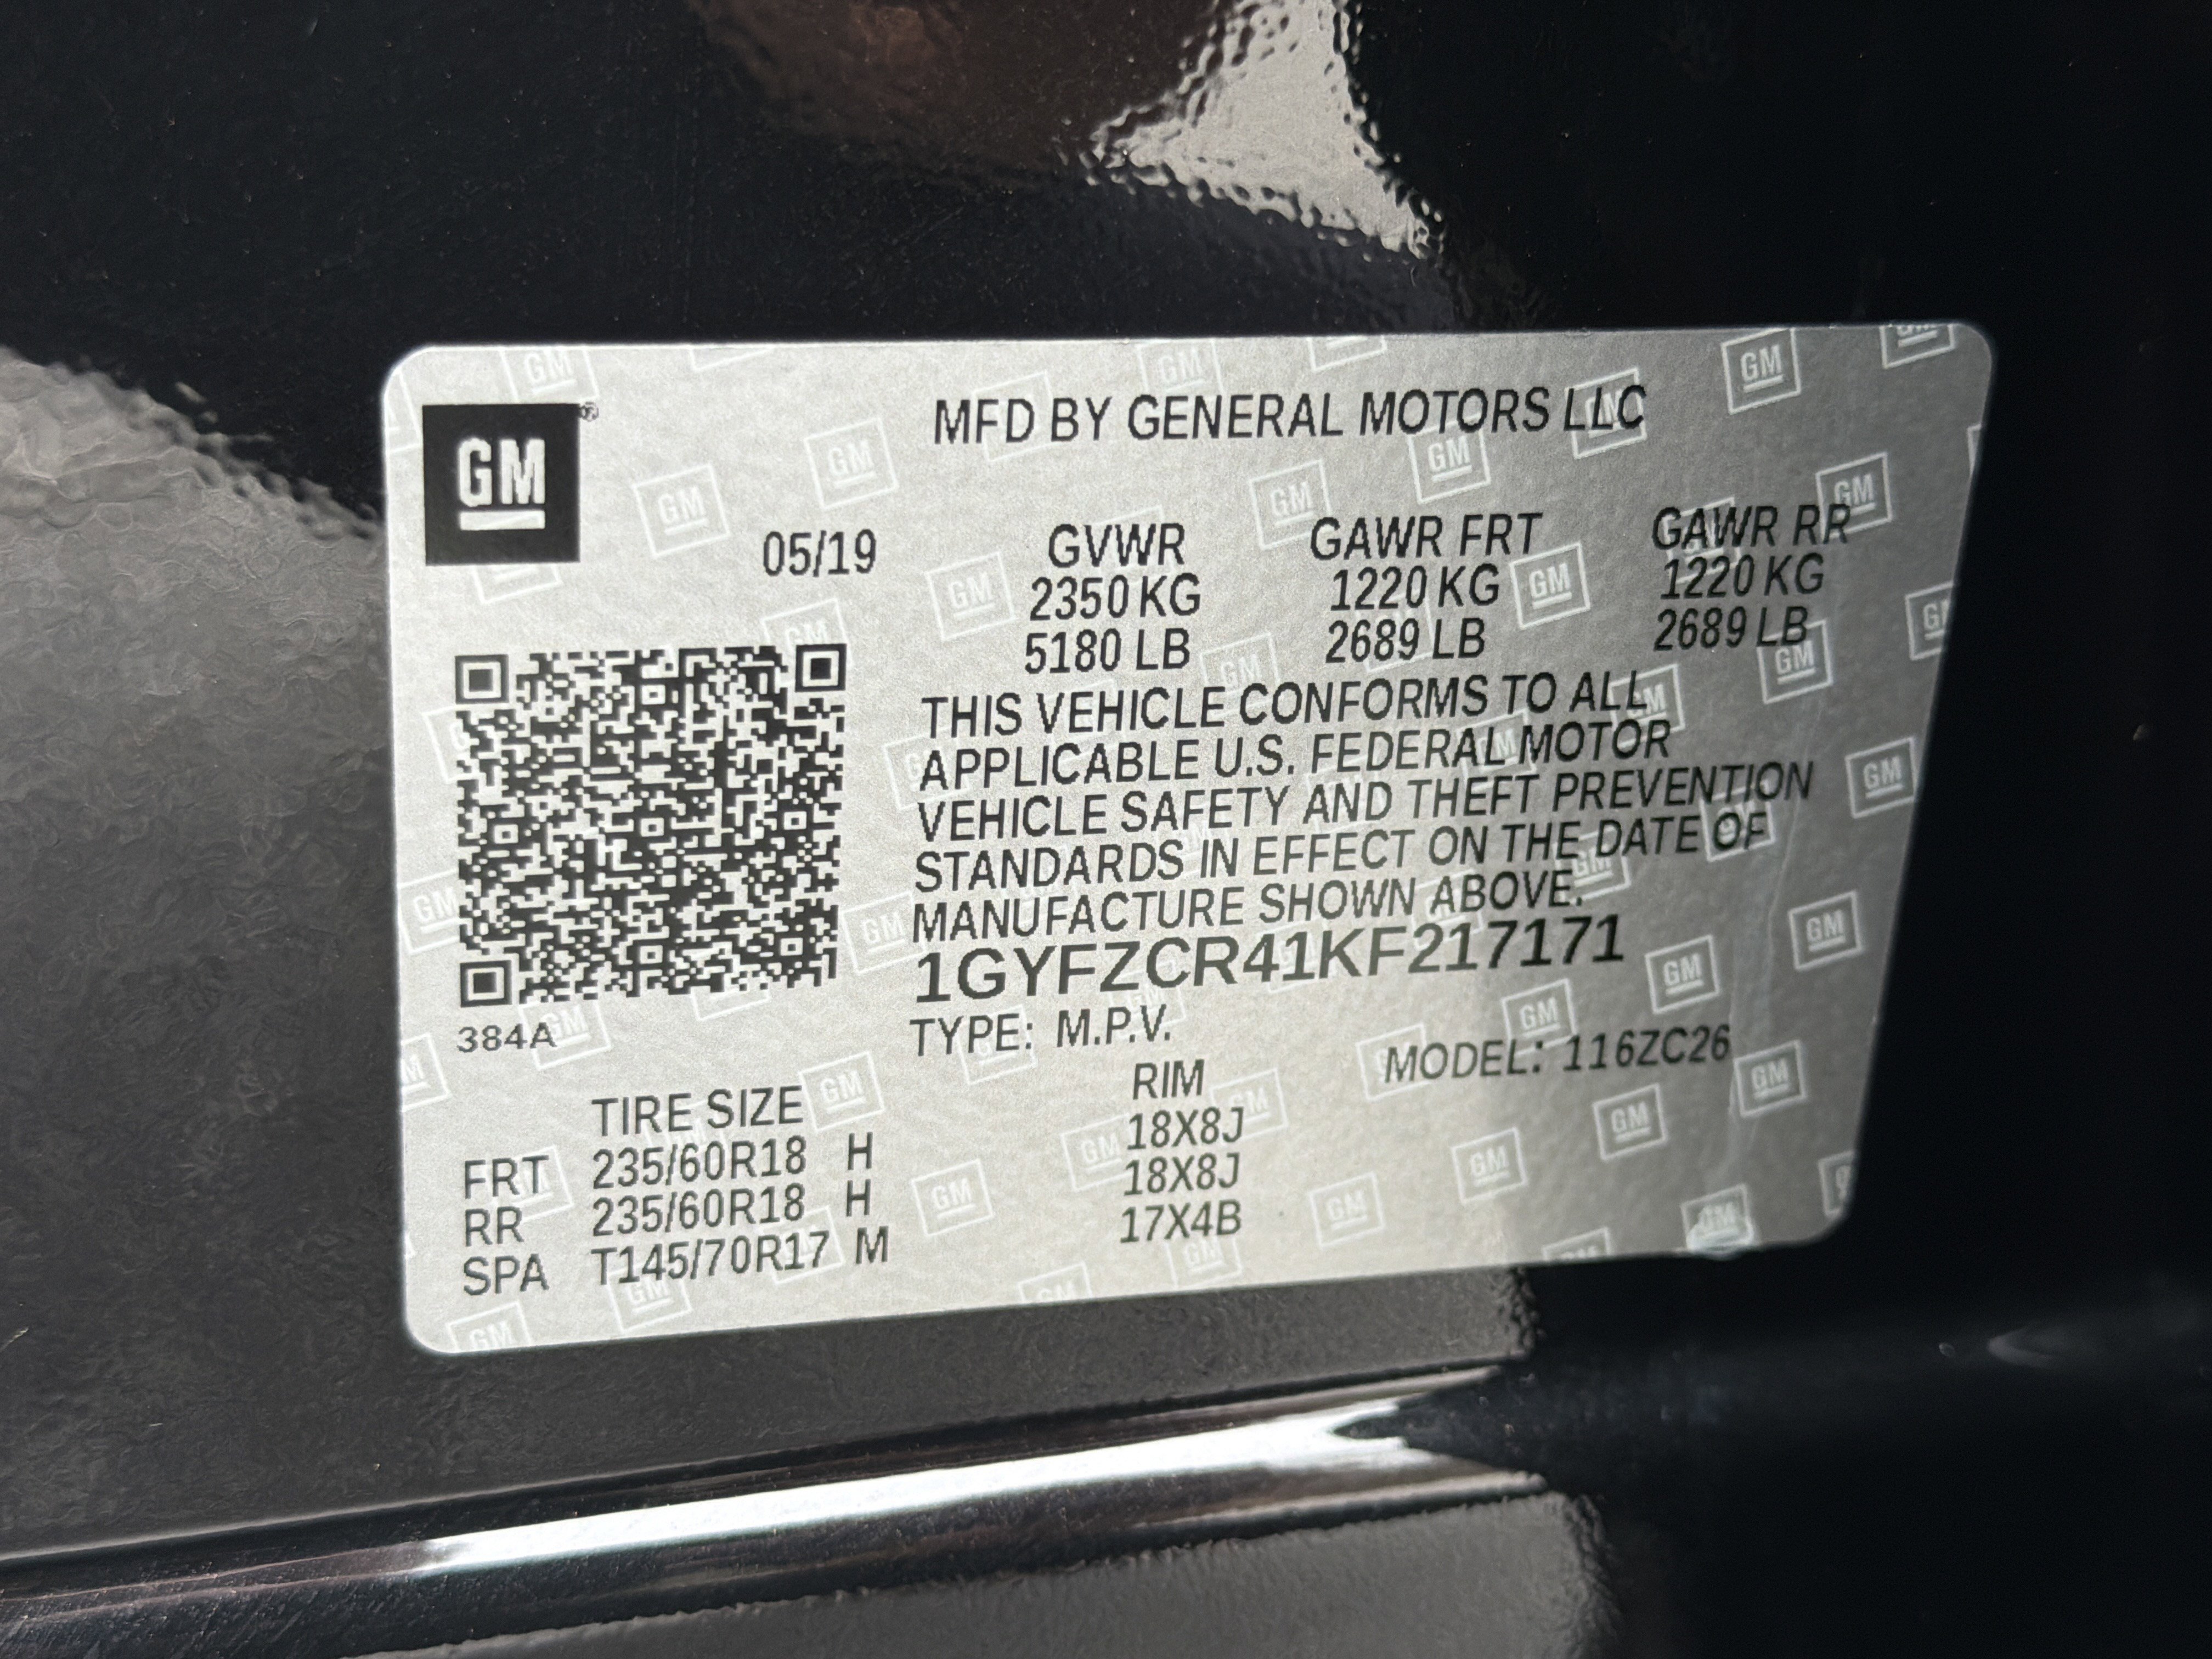 GM
MFD BY GENERAL MOTORS LLC
05/19 GVWR GAWR FRT GAWR RR
2350 KG 1220 KG 1220 KG
5180 LB 2689 LB 2689 LB
THIS VEHICLE CONFORMS TO ALL
APPLICABLE U.S. FEDERAL MOTOR
VEHICLE SAFETY AND THEFT PREVENTION
STANDARDS IN EFFECT ON THE DATE OF
MANUFACTURE SHOWN ABOVE.
1GYFZCR41KF217171
384A
TYPE: M.P.V. MODEL: 116ZC26
TIRE SIZE RIM
FRT 235/60R18 H 18X8J
RR 235/60R18 H 18X8J
SPA T145/70R17 M 17X4B